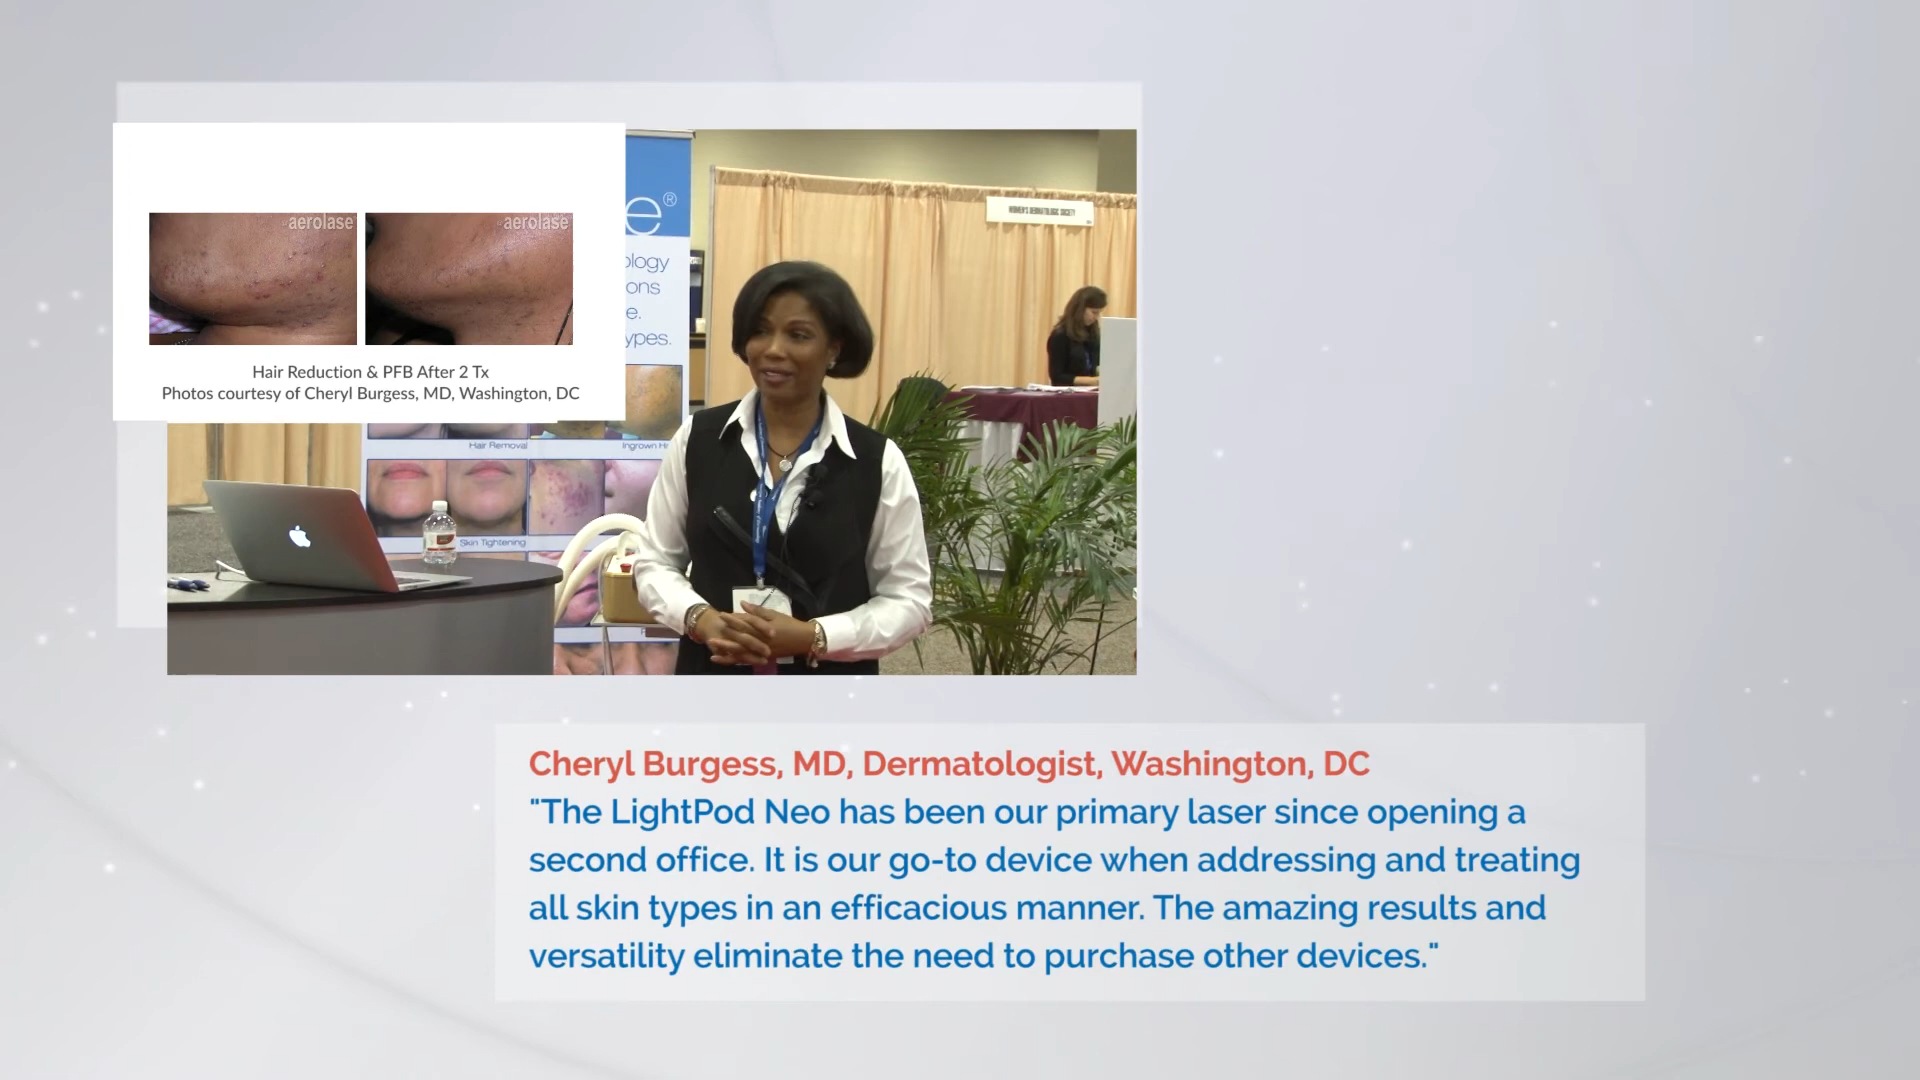 aerolase
aerolase
Hair Reduction & PFB After 2 Tx
Photos courtesy of Cheryl Burgess, MD, Washington, DC
e®
ology
ons
e.
ypes.
WOMEN'S DERMATOLOGIC SOCIETY
Hair Removal
Ingrown H
Skin Tightening
Cheryl Burgess, MD, Dermatologist, Washington, DC
"The LightPod Neo has been our primary laser since opening a
second office. It is our go-to device when addressing and treating
all skin types in an efficacious manner. The amazing results and
versatility eliminate the need to purchase other devices."